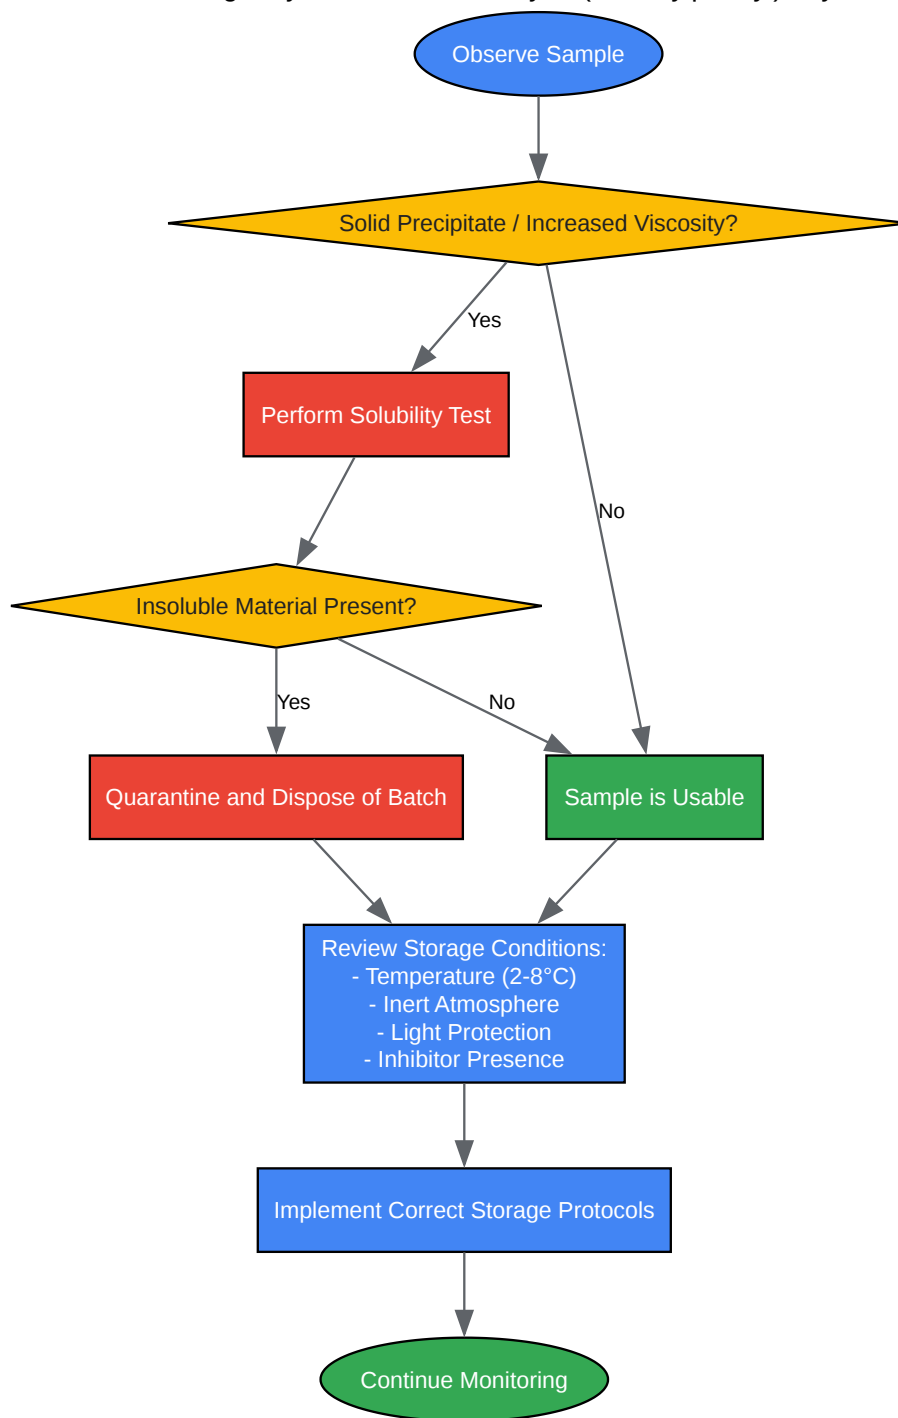 Observe Sample
Solid Precipitate / Increased Viscosity?
Yes
Perform Solubility Test
No
Insoluble Material Present?
Yes
No
Quarantine and Dispose of Batch
Sample is Usable
Review Storage Conditions:
- Temperature (2-8°C)
- Inert Atmosphere
- Light Protection
- Inhibitor Presence
Implement Correct Storage Protocols
Continue Monitoring